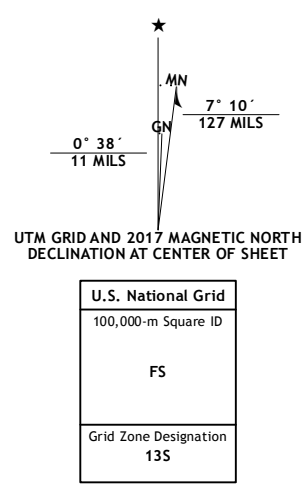 ★
MN
GN
7° 10´
127 MILS
0° 38´
11 MILS
UTM GRID AND 2017 MAGNETIC NORTH
DECLINATION AT CENTER OF SHEET
U.S. National Grid
100,000-m Square ID
FS
Grid Zone Designation
13S